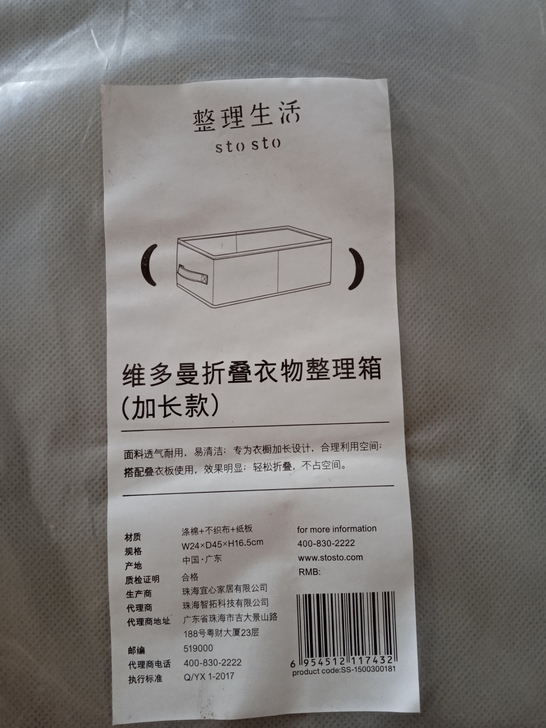 整理生活
sto sto
维多曼折叠衣物整理箱
(加长款)
面料透气耐用，易清洁；专为衣橱加长设计，合理利用空间；
搭配叠衣板使用，效果明显；轻松折叠，不占空间。
材质 涤棉+不织布+纸板
规格 W24×D45×H16.5cm
产地 中国·广东
质检证明 合格
生产商 珠海宜心家居有限公司
代理商 珠海智拓科技有限公司
代理商地址 广东省珠海市吉大景山路
188号粤财大厦23层
邮编 519000
代理商电话 400-830-2222
执行标准 Q/YX 1-2017
for more information
400-830-2222
www.stosto.com
RMB:
6 954512 117432
product code:SS-1500300181